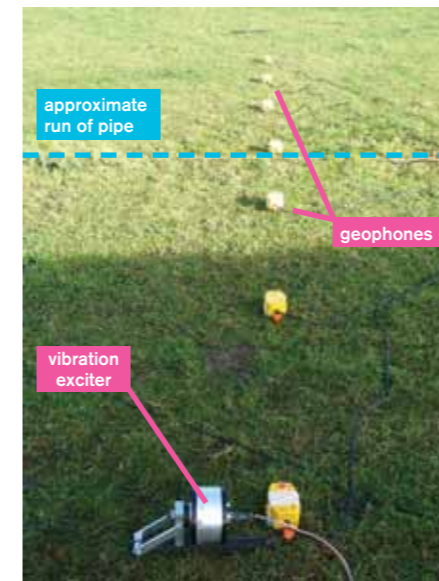 approximate
run of pipe
geophones
vibration
exciter